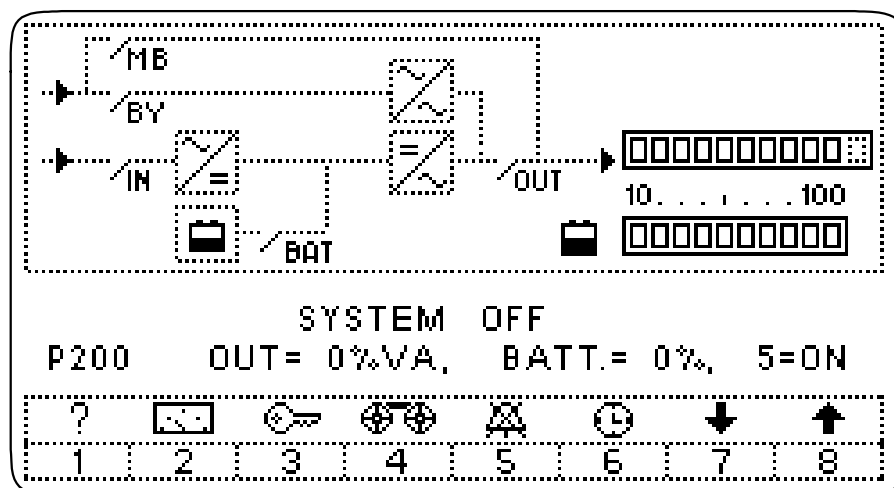 MB
BY
IN
OUT
10. . . ı . . . 100
BAT
SYSTEM OFF
P200 OUT= 0%VA, BATT.= 0%, 5=ON
?
1 2 3 4 5 6 7 8